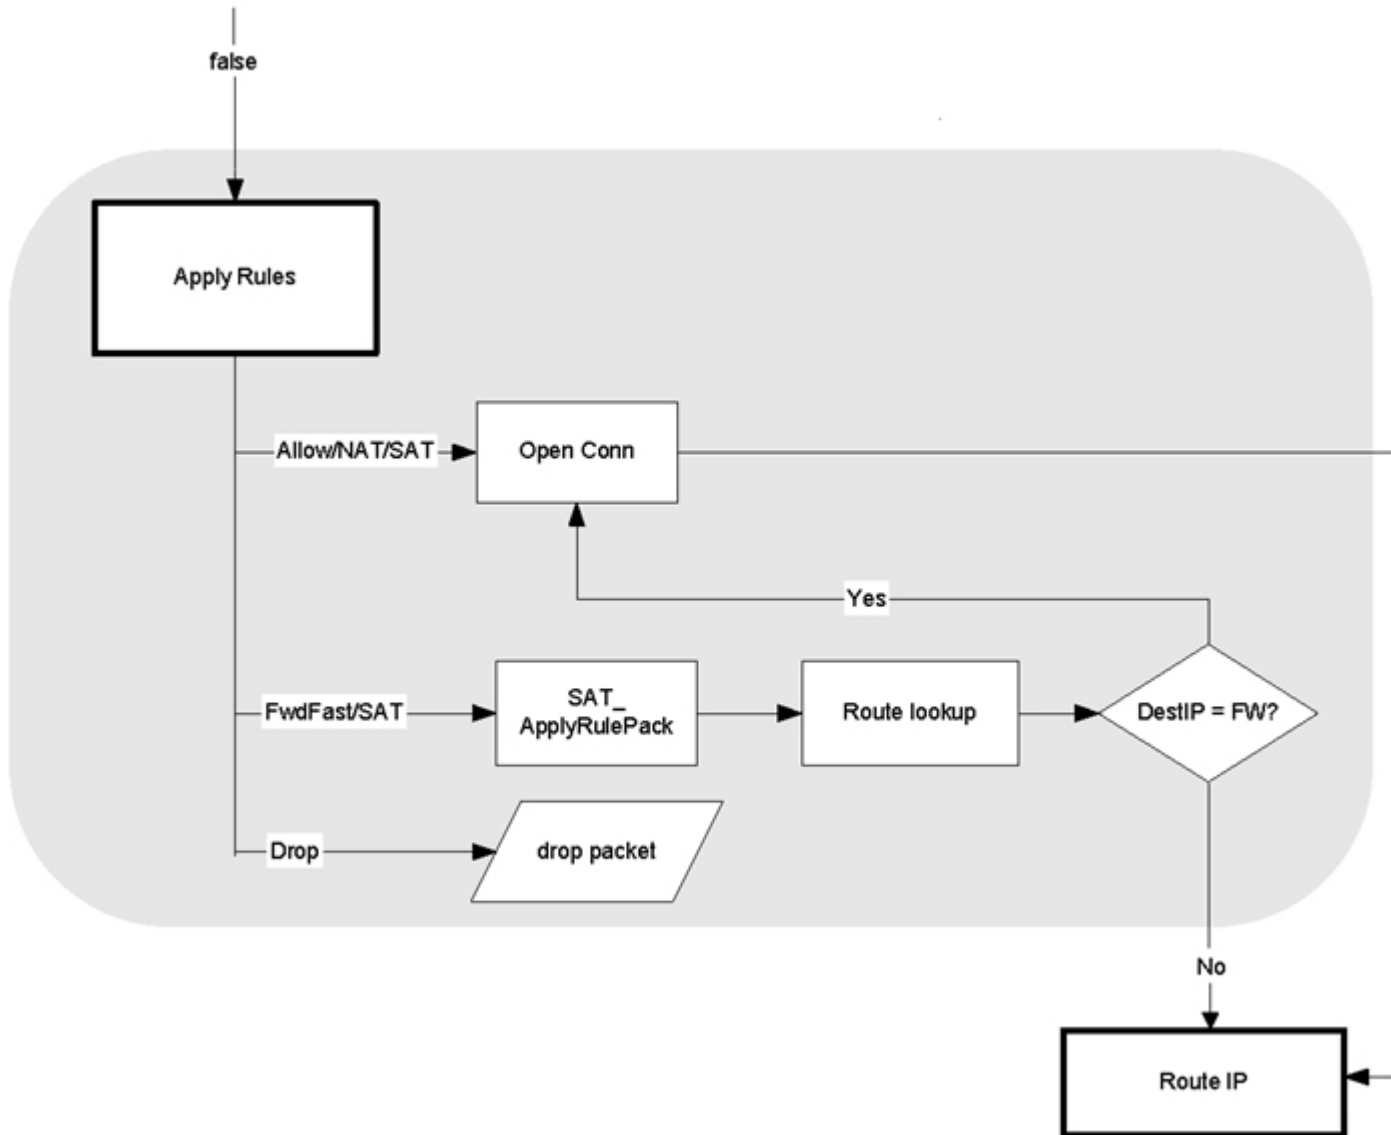 false
Apply Rules
Allow/NAT/SAT
Open Conn
Yes
FwdFast/SAT
SAT_
ApplyRulePack
Route lookup
DestIP = FW?
Drop
drop packet
No
Route IP